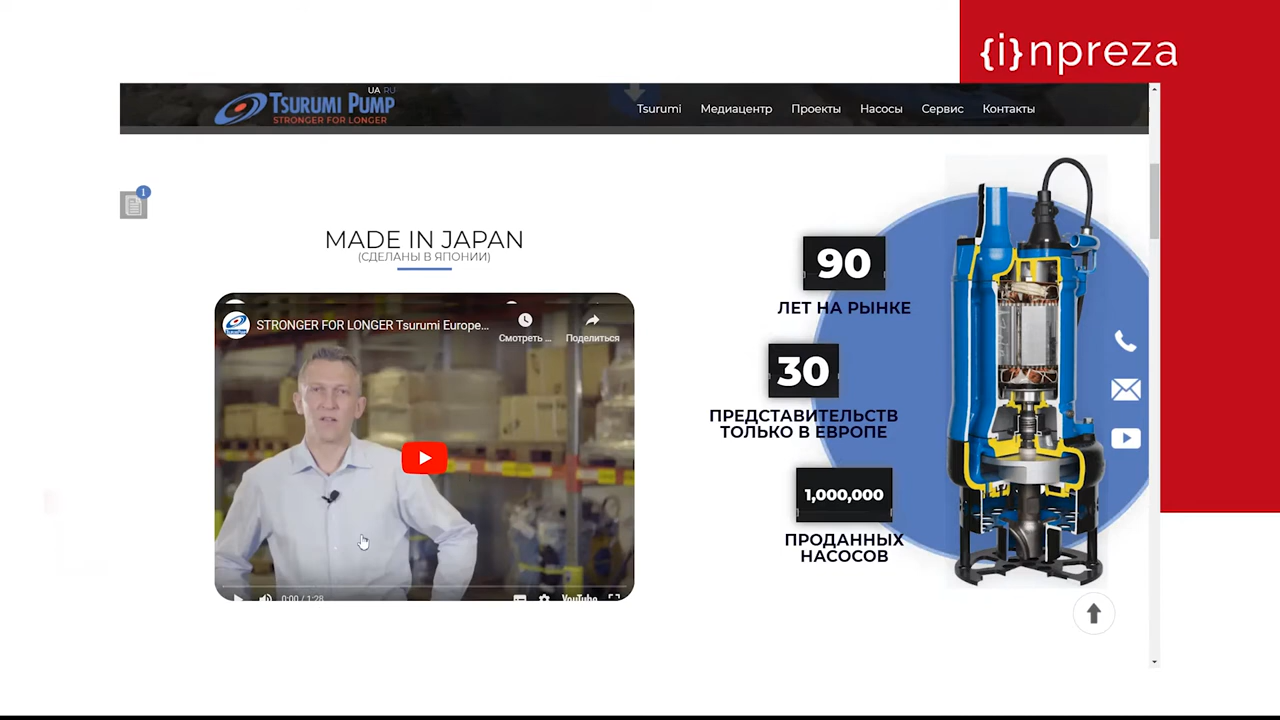 {i}npreza
UA RU
TSURUMI PUMP
STRONGER FOR LONGER
Tsurumi Медиацентр Проекты Насосы Сервис Контакты
1
MADE IN JAPAN
(СДЕЛАНЫ В ЯПОНИИ)
STRONGER FOR LONGER Tsurumi Europe...
Смотреть ...
Поделиться
0:00 / 1:28
YouTube
90
ЛЕТ НА РЫНКЕ
30
ПРЕДСТАВИТЕЛЬСТВ
ТОЛЬКО В ЕВРОПЕ
1,000,000
ПРОДАННЫХ
НАСОСОВ